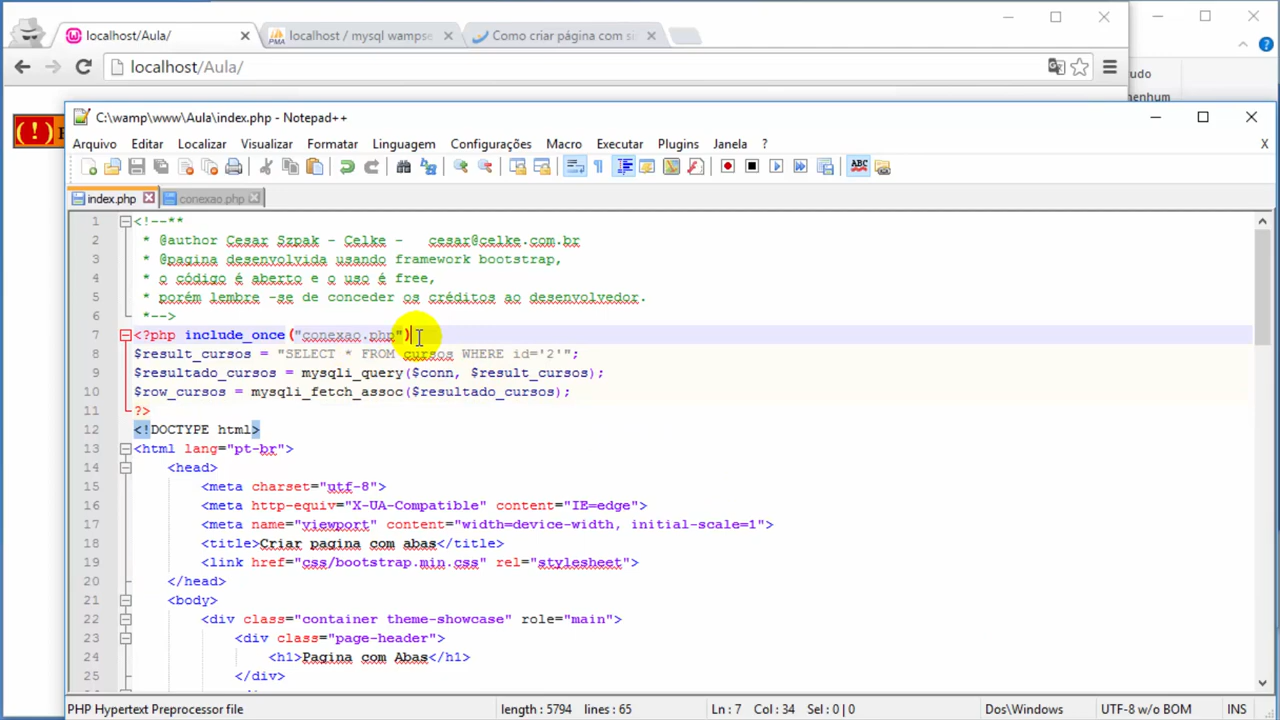 localhost/Aula/
localhost / mysql wampse
Como criar página com si
localhost/Aula/
udo
nenhum
(!)
C:\wamp\www\Aula\index.php - Notepad++
Arquivo Editar Localizar Visualizar Formatar Linguagem Configurações Macro Executar Plugins Janela ? X
index.php conexao.php
1 <!--**
2 * @author Cesar Szpak - Celke - cesar@celke.com.br
3 * @pagina desenvolvida usando framework bootstrap,
4 * o código é aberto e o uso é free,
5 * porém lembre -se de conceder os créditos ao desenvolvedor.
6 *-->
7 <?php include_once("conexao.php")
8 $result_cursos = "SELECT * FROM cursos WHERE id='2'";
9 $resultado_cursos = mysqli_query($conn, $result_cursos);
10 $row_cursos = mysqli_fetch_assoc($resultado_cursos);
11 ?>
12 <!DOCTYPE html>
13 <html lang="pt-br">
14 <head>
15 <meta charset="utf-8">
16 <meta http-equiv="X-UA-Compatible" content="IE=edge">
17 <meta name="viewport" content="width=device-width, initial-scale=1">
18 <title>Criar pagina com abas</title>
19 <link href="css/bootstrap.min.css" rel="stylesheet">
20 </head>
21 <body>
22 <div class="container theme-showcase" role="main">
23 <div class="page-header">
24 <h1>Pagina com Abas</h1>
25 </div>
PHP Hypertext Preprocessor file length : 5794 lines : 65 Ln : 7 Col : 34 Sel : 0 | 0 Dos\Windows UTF-8 w/o BOM INS